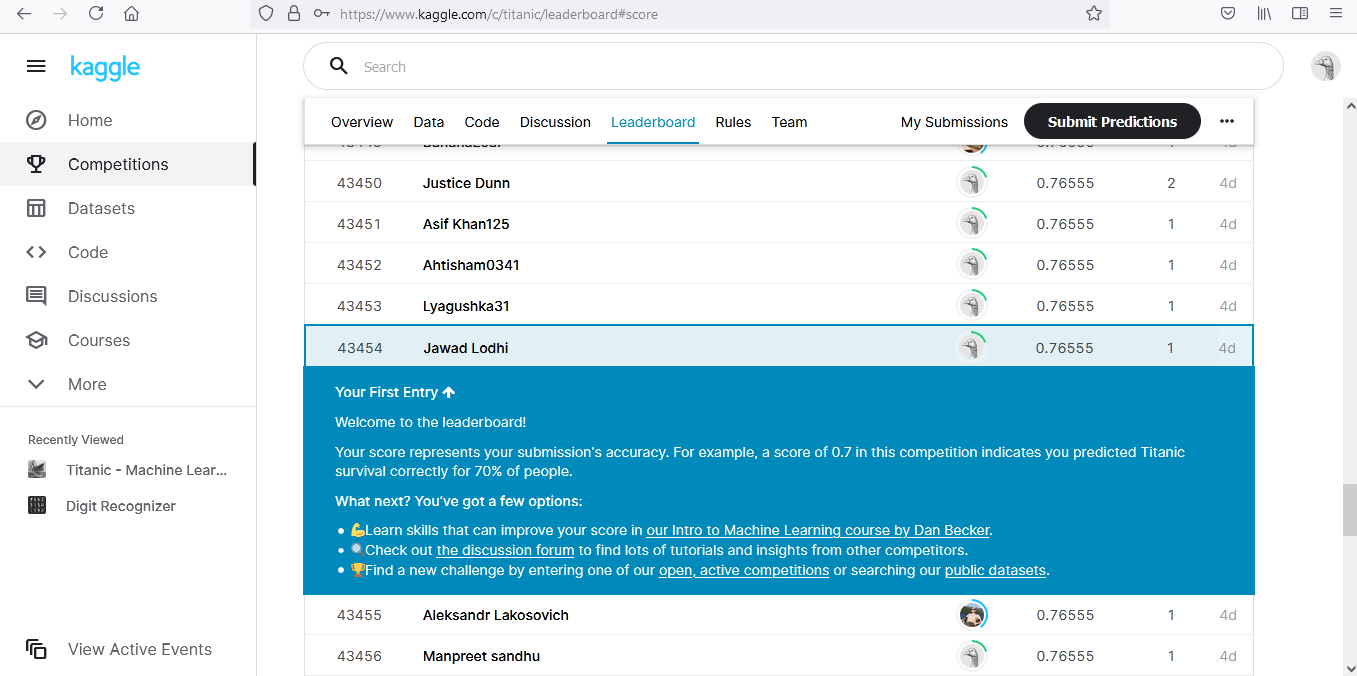 https://www.kaggle.com/c/titanic/leaderboard#score
kaggle
Search
Home
Competitions
Datasets
Code
Discussions
Courses
More
Recently Viewed
Titanic - Machine Lear...
Digit Recognizer
View Active Events
Overview Data Code Discussion Leaderboard Rules Team My Submissions Submit Predictions
43450 Justice Dunn 0.76555 2 4d
43451 Asif Khan125 0.76555 1 4d
43452 Ahtisham0341 0.76555 1 4d
43453 Lyagushka31 0.76555 1 4d
43454 Jawad Lodhi 0.76555 1 4d
Your First Entry ↑
Welcome to the leaderboard!
Your score represents your submission's accuracy. For example, a score of 0.7 in this competition indicates you predicted Titanic
survival correctly for 70% of people.
What next? You've got a few options:
• 💪Learn skills that can improve your score in our Intro to Machine Learning course by Dan Becker.
• 🔍Check out the discussion forum to find lots of tutorials and insights from other competitors.
• 🏆Find a new challenge by entering one of our open, active competitions or searching our public datasets.
43455 Aleksandr Lakosovich 0.76555 1 4d
43456 Manpreet sandhu 0.76555 1 4d